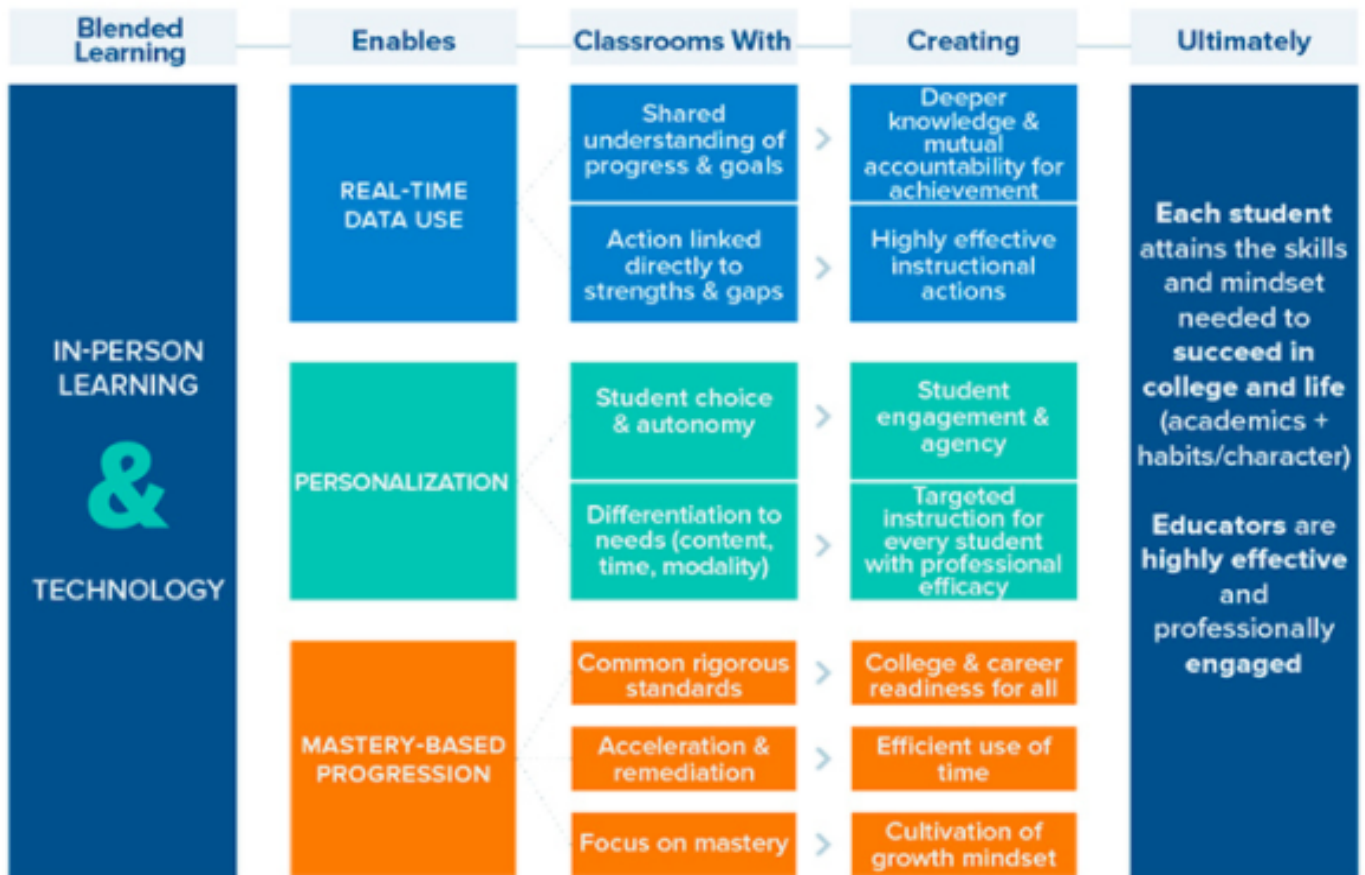 Blended
Learning
Enables
Classrooms With
Creating
Ultimately
IN-PERSON
LEARNING
&
TECHNOLOGY
REAL-TIME
DATA USE
Shared
understanding of
progress & goals
Deeper
knowledge &
mutual
accountability for
achievement
Action linked
directly to
strengths & gaps
Highly effective
instructional
actions
PERSONALIZATION
Student choice
& autonomy
Student
engagement &
agency
Differentiation to
needs (content,
time, modality)
Targeted
instruction for
every student
with professional
efficacy
MASTERY-BASED
PROGRESSION
Common rigorous
standards
College & career
readiness for all
Acceleration &
remediation
Efficient use of
time
Focus on mastery
Cultivation of
growth mindset
Each student
attains the skills
and mindset
needed to
succeed in
college and life
(academics +
habits/character)
Educators are
highly effective
and
professionally
engaged